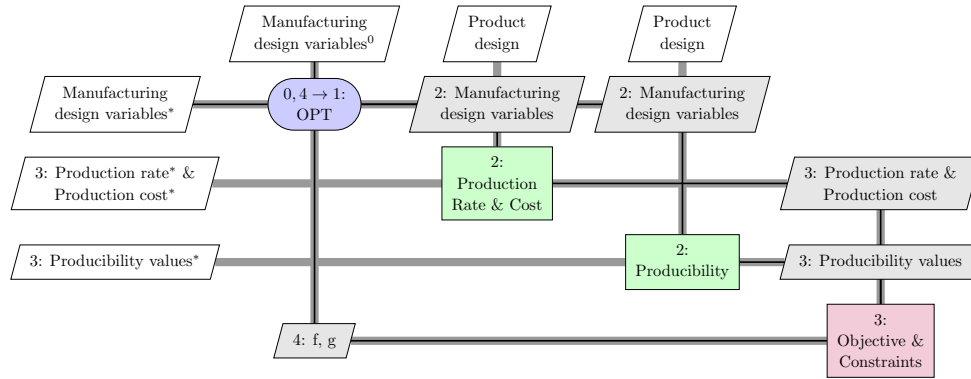 Manufacturing
design variables⁰
Product
design
Product
design
Manufacturing
design variables*
0, 4 → 1:
OPT
2: Manufacturing
design variables
2: Manufacturing
design variables
3: Production rate* &
Production cost*
2:
Production
Rate & Cost
3: Production rate &
Production cost
3: Producibility values*
2:
Producibility
3: Producibility values
4: f, g
3:
Objective &
Constraints